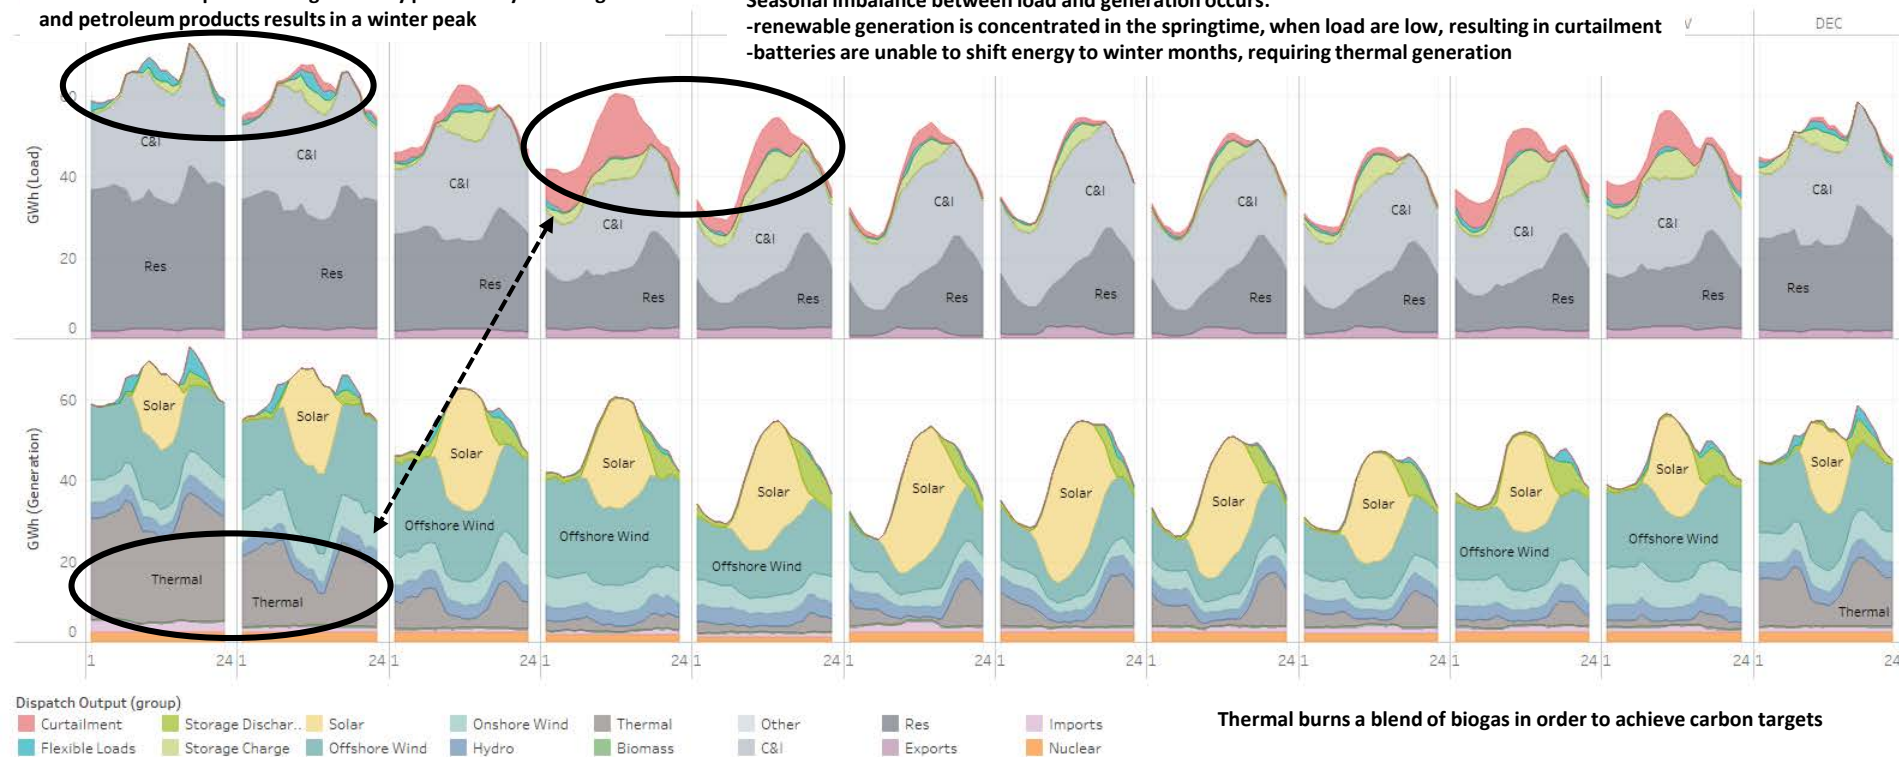 and petroleum products results in a winter peak
-renewable generation is concentrated in the springtime, when load are low, resulting in curtailment
-batteries are unable to shift energy to winter months, requiring thermal generation
DEC
GWh (Load)
40
20
0
C&I
C&I
C&I
C&I
C&I
C&I
C&I
C&I
C&I
C&I
C&I
C&I
Res
Res
Res
Res
Res
Res
Res
Res
Res
Res
Res
Res
GWh (Generation)
60
40
20
0
Solar
Solar
Solar
Solar
Solar
Solar
Solar
Solar
Solar
Solar
Solar
Solar
Offshore Wind
Offshore Wind
Offshore Wind
Offshore Wind
Offshore Wind
Thermal
Thermal
Thermal
1 24 1 24 1 24 1 24 1 24 1 24 1 24 1 24 1 24 1 24 1 24 1 24
Dispatch Output (group)
Curtailment Storage Dischar.. Solar Onshore Wind Thermal Other Res Imports
Flexible Loads Storage Charge Offshore Wind Hydro Biomass C&I Exports Nuclear
Thermal burns a blend of biogas in order to achieve carbon targets